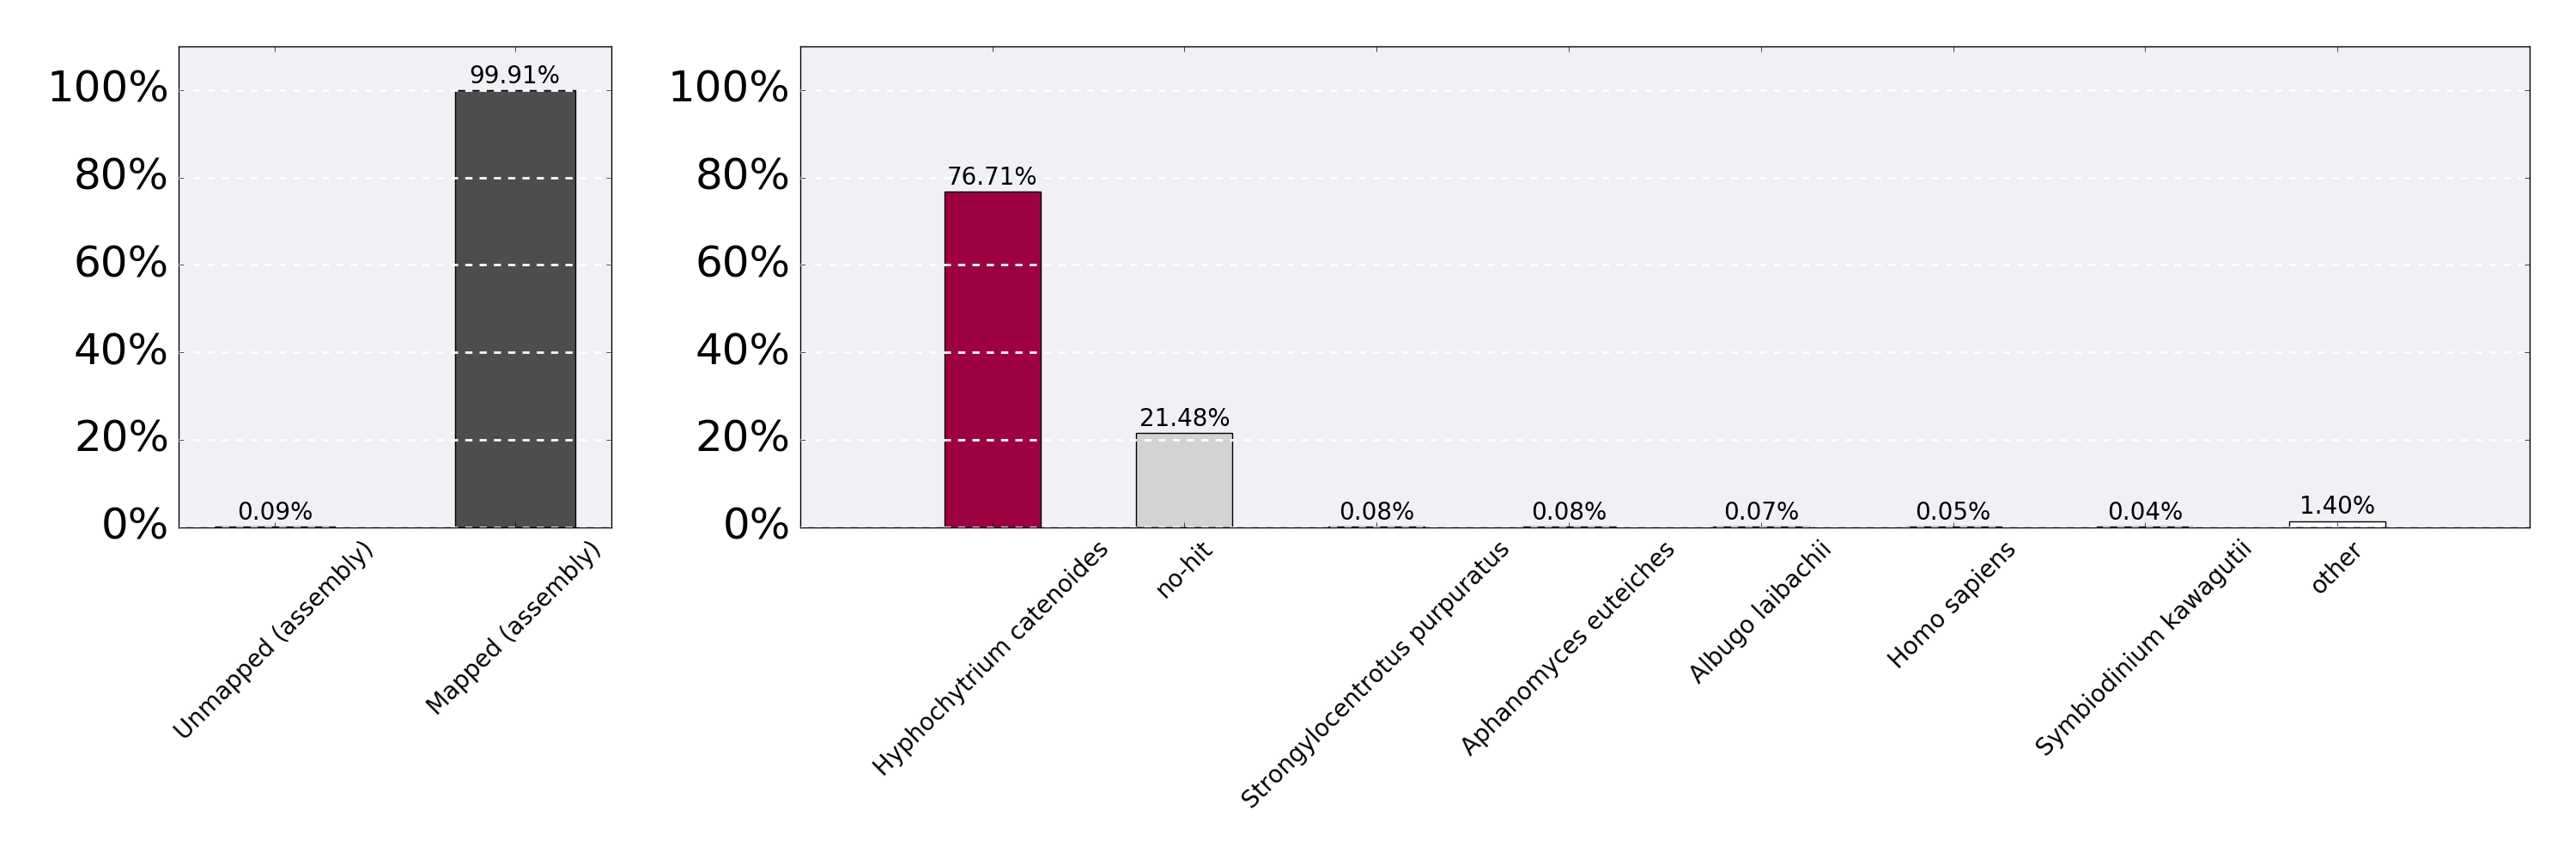 100%
80%
60%
40%
20%
0%
0.09%
99.91%
Unmapped (assembly)
Mapped (assembly)
100%
80%
60%
40%
20%
0%
76.71%
21.48%
0.08%
0.08%
0.07%
0.05%
0.04%
1.40%
Hyphochytrium catenoides
no-hit
Strongylocentrotus purpuratus
Aphanomyces euteiches
Albugo laibachii
Homo sapiens
Symbiodinium kawagutii
other